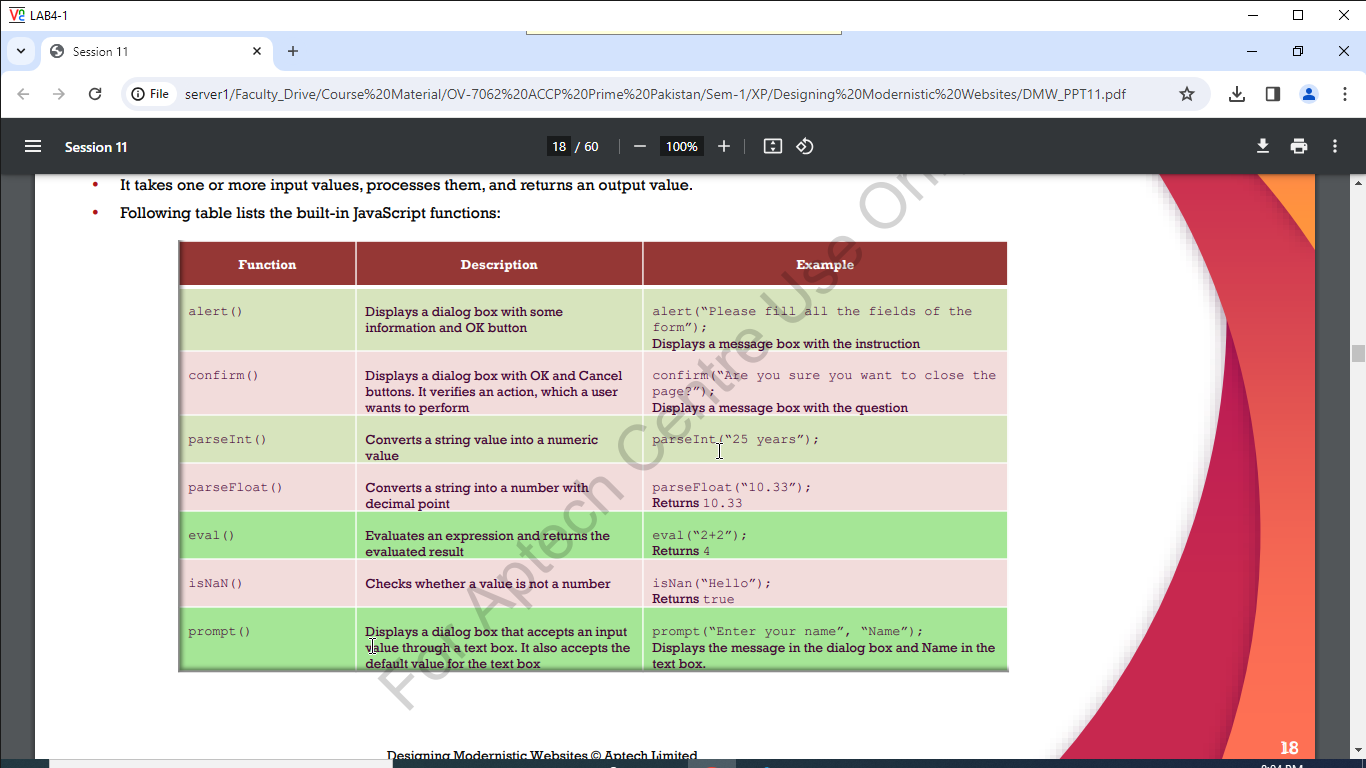 LAB4-1
Session 11
File server1/Faculty_Drive/Course%20Material/OV-7062%20ACCP%20Prime%20Pakistan/Sem-1/XP/Designing%20Modernistic%20Websites/DMW_PPT11.pdf
Session 11 18 / 60 100%
• It takes one or more input values, processes them, and returns an output value.
• Following table lists the built-in JavaScript functions:
Function Description Example
alert() Displays a dialog box with some alert(“Please fill all the fields of the
information and OK button form”);
Displays a message box with the instruction
confirm() Displays a dialog box with OK and Cancel confirm(“Are you sure you want to close the
buttons. It verifies an action, which a user page?”);
wants to perform Displays a message box with the question
parseInt() Converts a string value into a numeric parseInt(“25 years”);
value
parseFloat() Converts a string into a number with parseFloat(“10.33”);
decimal point Returns 10.33
eval() Evaluates an expression and returns the eval(“2+2”);
evaluated result Returns 4
isNaN() Checks whether a value is not a number isNan(“Hello”);
Returns true
prompt() Displays a dialog box that accepts an input prompt(“Enter your name”, “Name”);
value through a text box. It also accepts the Displays the message in the dialog box and Name in the
default value for the text box text box.
For Aptech Centre Use
Designing Modernistic Websites © Aptech Limited
18